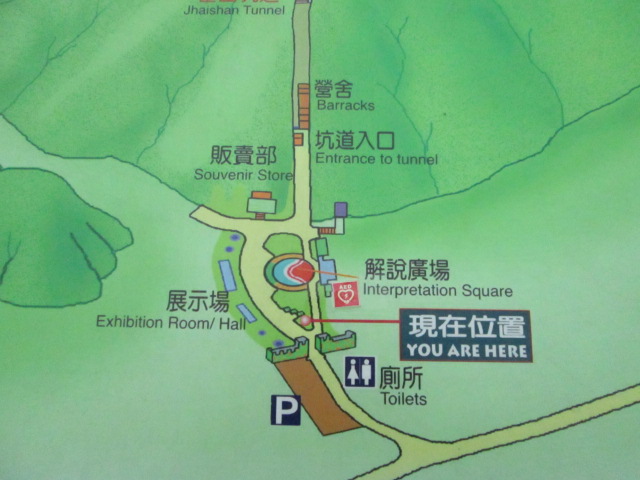 Jhaishan Tunnel
營舍
Barracks
坑道入口
Entrance to tunnel
販賣部
Souvenir Store
解說廣場
Interpretation Square
AED
展示場
Exhibition Room/ Hall
現在位置
YOU ARE HERE
廁所
Toilets
P